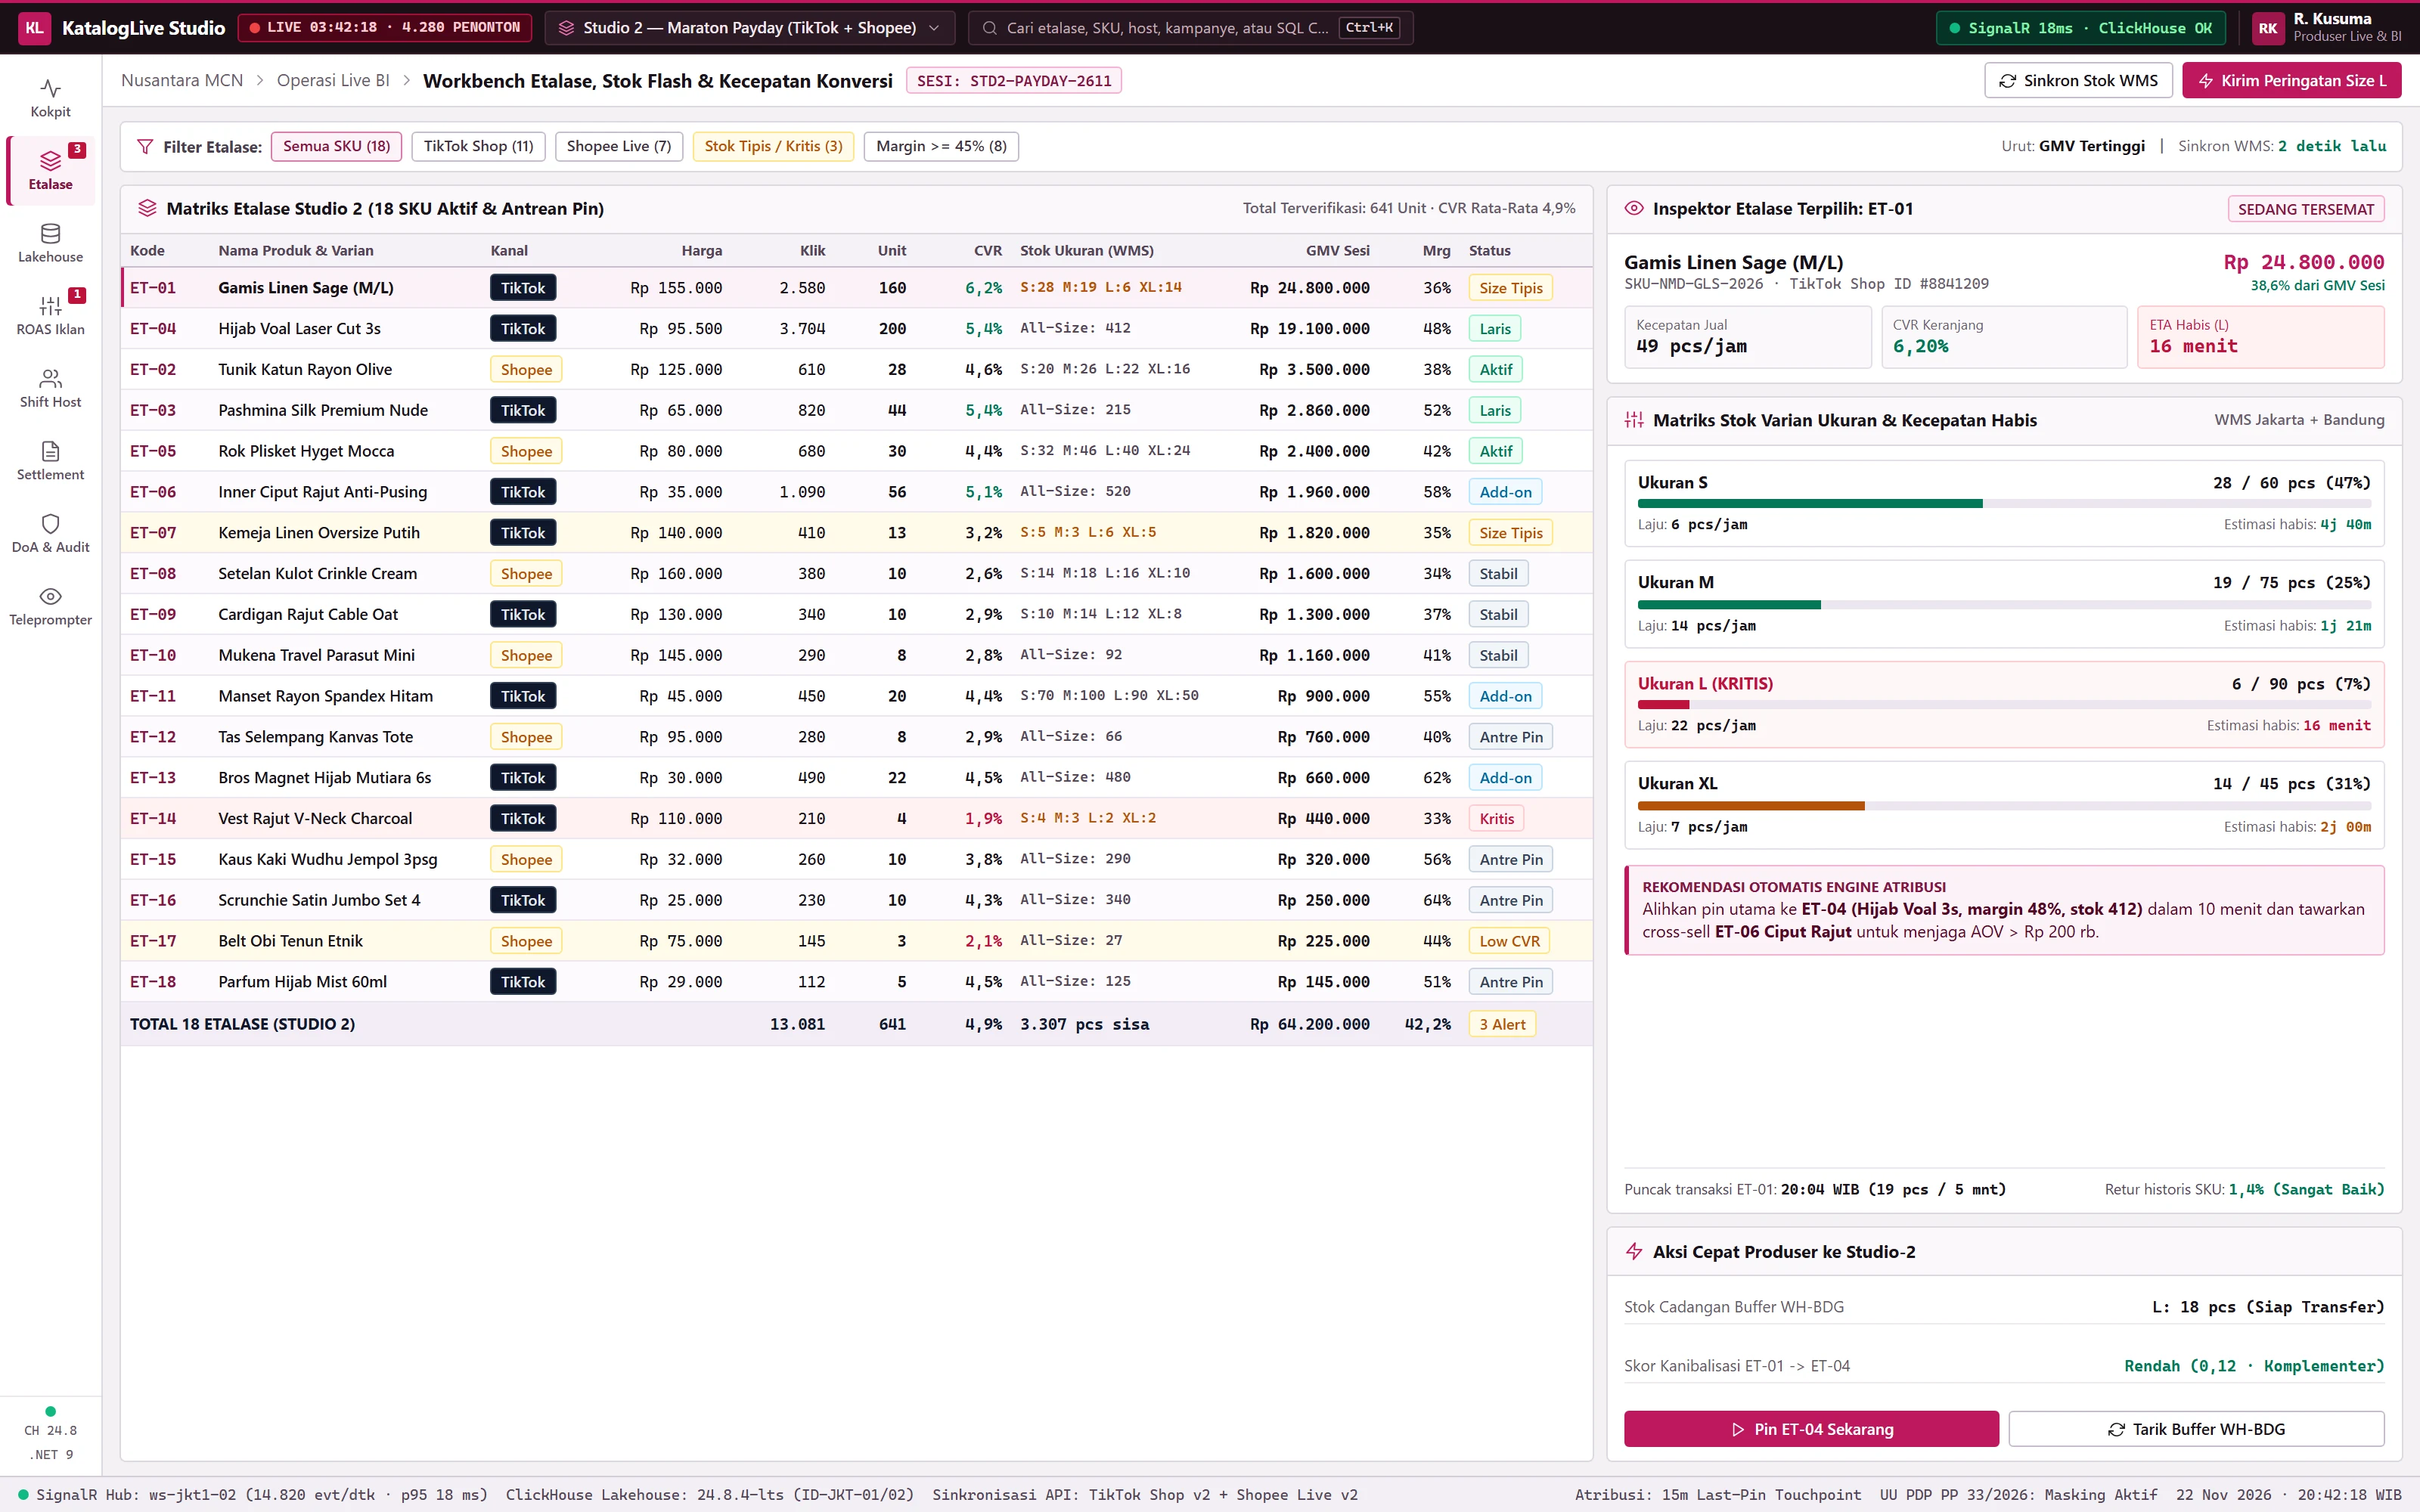 KL KatalogLive Studio LIVE 03:42:18 · 4.280 PENONTON Studio 2 — Maraton Payday (TikTok + Shopee) Cari etalase, SKU, host, kampanye, atau SQL C... Ctrl+K SignalR 18ms · ClickHouse OK RK R. Kusuma
Produser Live & BI
Nusantara MCN > Operasi Live BI > Workbench Etalase, Stok Flash & Kecepatan Konversi SESI: STD2-PAYDAY-2611 Sinkron Stok WMS Kirim Peringatan Size L
Kokpit
3
Etalase
Lakehouse
1
ROAS Iklan
Shift Host
Settlement
DoA & Audit
Teleprompter
CH 24.8
.NET 9
Filter Etalase: Semua SKU (18) TikTok Shop (11) Shopee Live (7) Stok Tipis / Kritis (3) Margin >= 45% (8) Urut: GMV Tertinggi | Sinkron WMS: 2 detik lalu
Matriks Etalase Studio 2 (18 SKU Aktif & Antrean Pin) Total Terverifikasi: 641 Unit · CVR Rata-Rata 4,9%
Kode Nama Produk & Varian Kanal Harga Klik Unit CVR Stok Ukuran (WMS) GMV Sesi Mrg Status
ET-01 Gamis Linen Sage (M/L) TikTok Rp 155.000 2.580 160 6,2% S:28 M:19 L:6 XL:14 Rp 24.800.000 36% Size Tipis
ET-04 Hijab Voal Laser Cut 3s TikTok Rp 95.500 3.704 200 5,4% All-Size: 412 Rp 19.100.000 48% Laris
ET-02 Tunik Katun Rayon Olive Shopee Rp 125.000 610 28 4,6% S:20 M:26 L:22 XL:16 Rp 3.500.000 38% Aktif
ET-03 Pashmina Silk Premium Nude TikTok Rp 65.000 820 44 5,4% All-Size: 215 Rp 2.860.000 52% Laris
ET-05 Rok Plisket Hyget Mocca Shopee Rp 80.000 680 30 4,4% S:32 M:46 L:40 XL:24 Rp 2.400.000 42% Aktif
ET-06 Inner Ciput Rajut Anti-Pusing TikTok Rp 35.000 1.090 56 5,1% All-Size: 520 Rp 1.960.000 58% Add-on
ET-07 Kemeja Linen Oversize Putih TikTok Rp 140.000 410 13 3,2% S:5 M:3 L:6 XL:5 Rp 1.820.000 35% Size Tipis
ET-08 Setelan Kulot Crinkle Cream Shopee Rp 160.000 380 10 2,6% S:14 M:18 L:16 XL:10 Rp 1.600.000 34% Stabil
ET-09 Cardigan Rajut Cable Oat TikTok Rp 130.000 340 10 2,9% S:10 M:14 L:12 XL:8 Rp 1.300.000 37% Stabil
ET-10 Mukena Travel Parasut Mini Shopee Rp 145.000 290 8 2,8% All-Size: 92 Rp 1.160.000 41% Stabil
ET-11 Manset Rayon Spandex Hitam TikTok Rp 45.000 450 20 4,4% S:70 M:100 L:90 XL:50 Rp 900.000 55% Add-on
ET-12 Tas Selempang Kanvas Tote Shopee Rp 95.000 280 8 2,9% All-Size: 66 Rp 760.000 40% Antre Pin
ET-13 Bros Magnet Hijab Mutiara 6s TikTok Rp 30.000 490 22 4,5% All-Size: 480 Rp 660.000 62% Add-on
ET-14 Vest Rajut V-Neck Charcoal TikTok Rp 110.000 210 4 1,9% S:4 M:3 L:2 XL:2 Rp 440.000 33% Kritis
ET-15 Kaus Kaki Wudhu Jempol 3psg Shopee Rp 32.000 260 10 3,8% All-Size: 290 Rp 320.000 56% Antre Pin
ET-16 Scrunchie Satin Jumbo Set 4 TikTok Rp 25.000 230 10 4,3% All-Size: 340 Rp 250.000 64% Antre Pin
ET-17 Belt Obi Tenun Etnik Shopee Rp 75.000 145 3 2,1% All-Size: 27 Rp 225.000 44% Low CVR
ET-18 Parfum Hijab Mist 60ml TikTok Rp 29.000 112 5 4,5% All-Size: 125 Rp 145.000 51% Antre Pin
TOTAL 18 ETALASE (STUDIO 2) 13.081 641 4,9% 3.307 pcs sisa Rp 64.200.000 42,2% 3 Alert
Inspektor Etalase Terpilih: ET-01 SEDANG TERSEMAT
Gamis Linen Sage (M/L) Rp 24.800.000
SKU-NMD-GLS-2026 · TikTok Shop ID #8841209 38,6% dari GMV Sesi
Kecepatan Jual CVR Keranjang ETA Habis (L)
49 pcs/jam 6,20% 16 menit
Matriks Stok Varian Ukuran & Kecepatan Habis WMS Jakarta + Bandung
Ukuran S 28 / 60 pcs (47%)
Laju: 6 pcs/jam Estimasi habis: 4j 40m
Ukuran M 19 / 75 pcs (25%)
Laju: 14 pcs/jam Estimasi habis: 1j 21m
Ukuran L (KRITIS) 6 / 90 pcs (7%)
Laju: 22 pcs/jam Estimasi habis: 16 menit
Ukuran XL 14 / 45 pcs (31%)
Laju: 7 pcs/jam Estimasi habis: 2j 00m
REKOMENDASI OTOMATIS ENGINE ATRIBUSI
Alihkan pin utama ke ET-04 (Hijab Voal 3s, margin 48%, stok 412) dalam 10 menit dan tawarkan
cross-sell ET-06 Ciput Rajut untuk menjaga AOV > Rp 200 rb.
Puncak transaksi ET-01: 20:04 WIB (19 pcs / 5 mnt) Retur historis SKU: 1,4% (Sangat Baik)
Aksi Cepat Produser ke Studio-2
Stok Cadangan Buffer WH-BDG L: 18 pcs (Siap Transfer)
Skor Kanibalisasi ET-01 -> ET-04 Rendah (0,12 · Komplementer)
Pin ET-04 Sekarang Tarik Buffer WH-BDG
SignalR Hub: ws-jkt1-02 (14.820 evt/dtk · p95 18 ms) ClickHouse Lakehouse: 24.8.4-lts (ID-JKT-01/02) Sinkronisasi API: TikTok Shop v2 + Shopee Live v2 Atribusi: 15m Last-Pin Touchpoint UU PDP PP 33/2026: Masking Aktif 22 Nov 2026 · 20:42:18 WIB